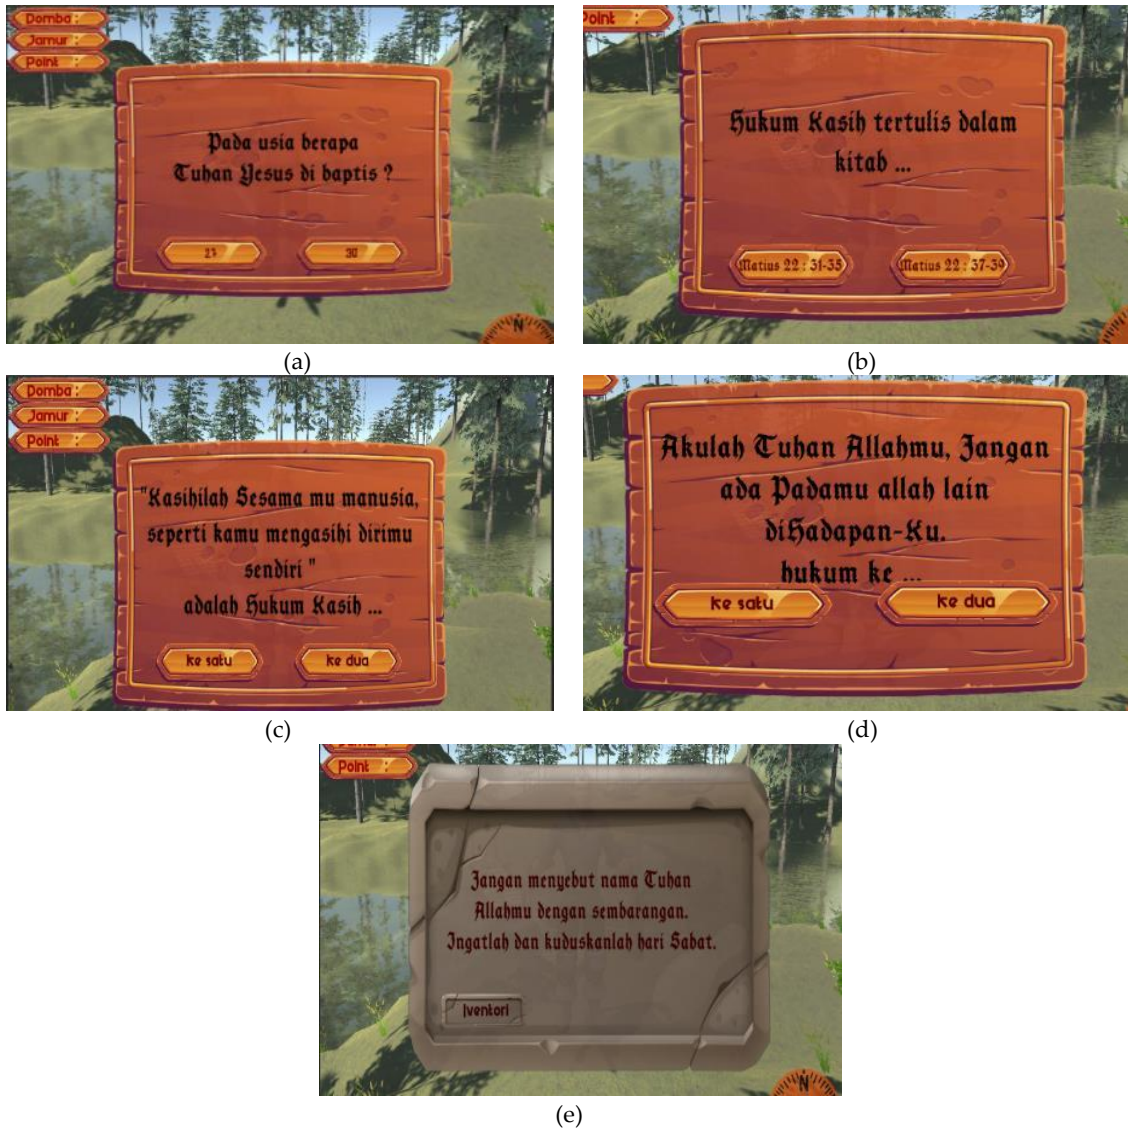 Domba :
Jamur :
Point :
Pada usia berapa
Tuhan Yesus di baptis ?
27
30
N
(a)
Point :
Hukum Kasih tertulis dalam
kitab ...
Matius 22 : 31-35
Matius 22 : 37-39
(b)
Domba :
Jamur :
Point :
"Kasihilah Sesama mu manusia,
seperti kamu mengasihi dirimu
sendiri "
adalah Hukum Kasih ...
ke satu
ke dua
(c)
Akulah Tuhan Allahmu, Jangan
ada Padamu allah lain
diHadapan-Ku.
hukum ke ...
ke satu
ke dua
(d)
Point :
Jangan menyebut nama Tuhan
Allahmu dengan sembarangan.
Ingatlah dan kuduskanlah hari Sabat.
Iventori
N
(e)